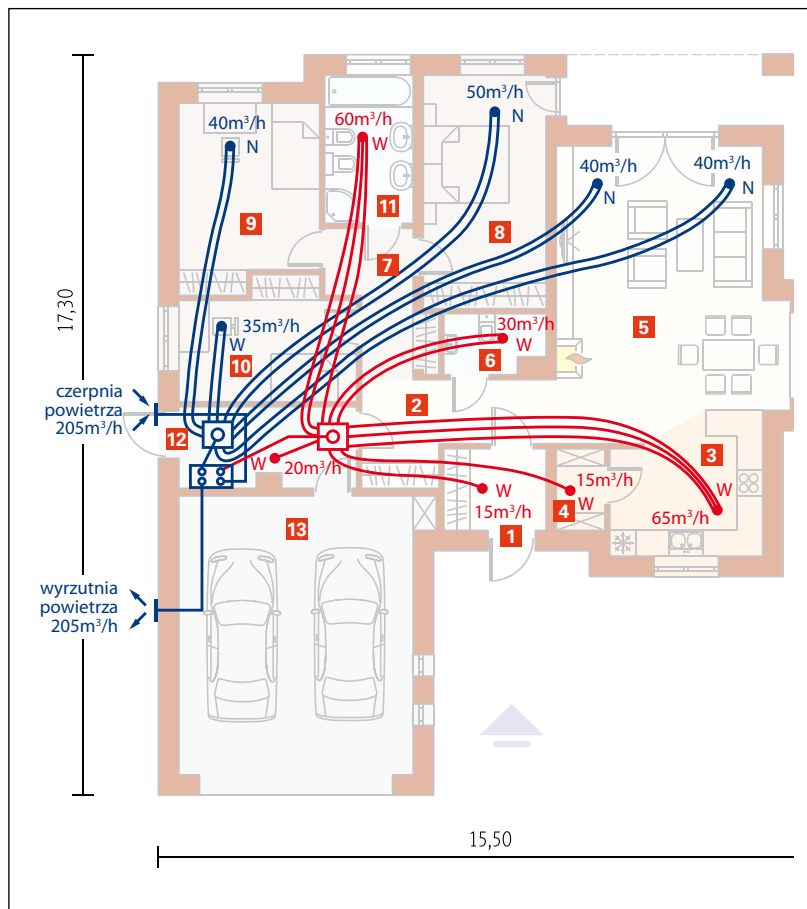 50m³/h
N
40m³/h
N
60m³/h
W
40m³/h
N
40m³/h
N
11
9
7
8
17,30
35m³/h
W
10
30m³/h
W
6
5
czerpnia
powietrza
205m³/h
12
2
3
W
20m³/h
15m³/h
W
4
W
15m³/h
1
W
65m³/h
13
wyrzutnia
powietrza
205m³/h
15,50